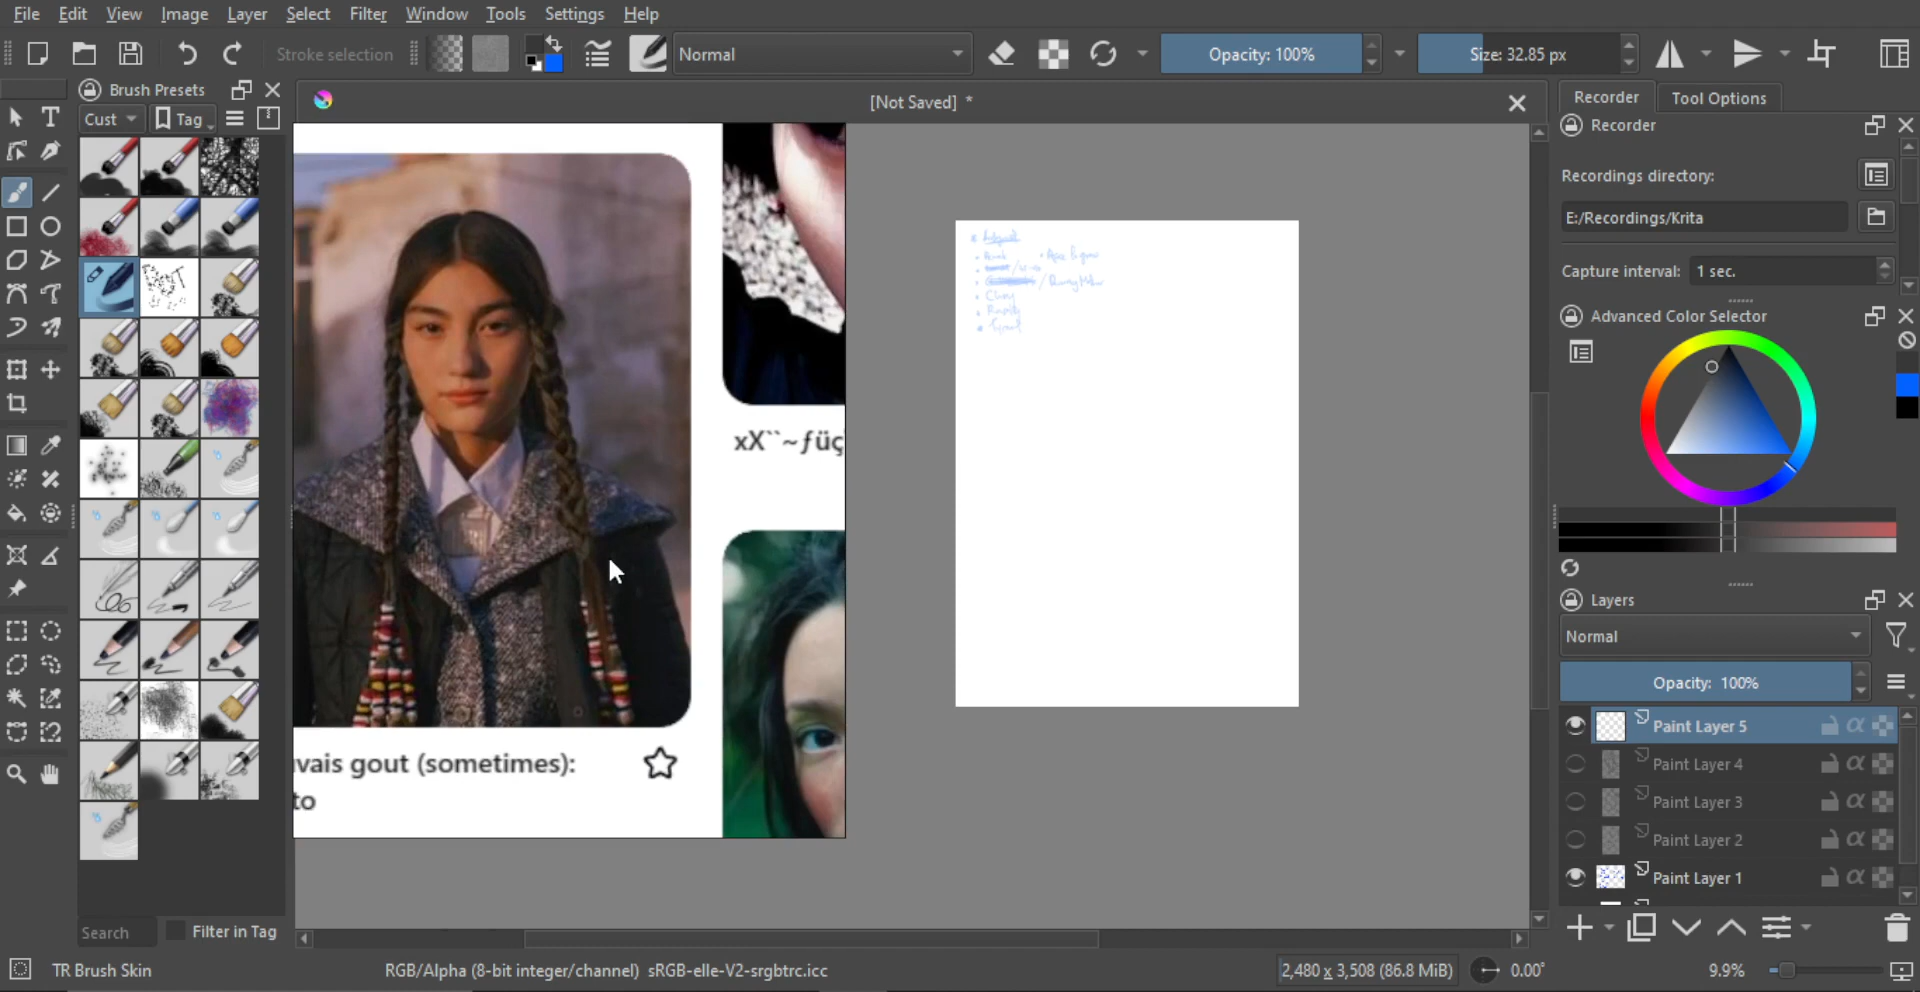 File Edit View Image Layer Select Filter Window Tools Settings Help
Stroke selection Normal Opacity: 100% Size: 32.85 px
Brush Presets
Cust Tag
[Not Saved] *
xX``~ƒüç
vais gout (sometimes):
to
Recorder Tool Options
Recorder
Recordings directory:
E:/Recordings/Krita
Capture interval: 1 sec.
Advanced Color Selector
Layers
Normal
Opacity: 100%
Paint Layer 5
Paint Layer 4
Paint Layer 3
Paint Layer 2
Paint Layer 1
Search Filter in Tag
TR Brush Skin RGB/Alpha (8-bit integer/channel) sRGB-elle-V2-srgbtrc.icc 2,480 x 3,508 (86.8 MiB) 0.00° 9.9%